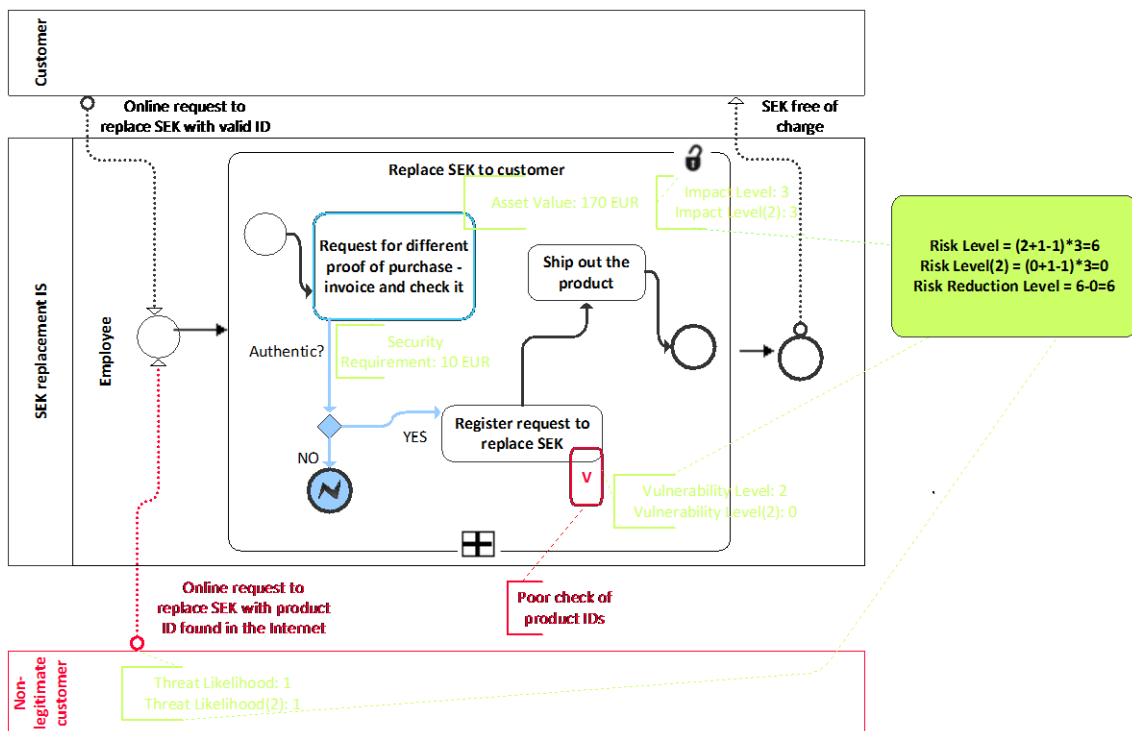 Customer
Online request to
replace SEK with valid ID
SEK free of
charge
SEK replacement IS
Employee
Replace SEK to customer
Asset Value: 170 EUR
Impact Level: 3
Impact Level(2): 3
Request for different
proof of purchase -
invoice and check it
Ship out the
product
Risk Level = (2+1-1)*3=6
Risk Level(2) = (0+1-1)*3=0
Risk Reduction Level = 6-0=6
Authentic?
Security
Requirement: 10 EUR
YES
Register request to
replace SEK
NO
V
Vulnerability Level: 2
Vulnerability Level(2): 0
Online request to
replace SEK with product
ID found in the Internet
Poor check of
product IDs
Non-
legitimate
customer
Threat Likelihood: 1
Threat Likelihood(2): 1